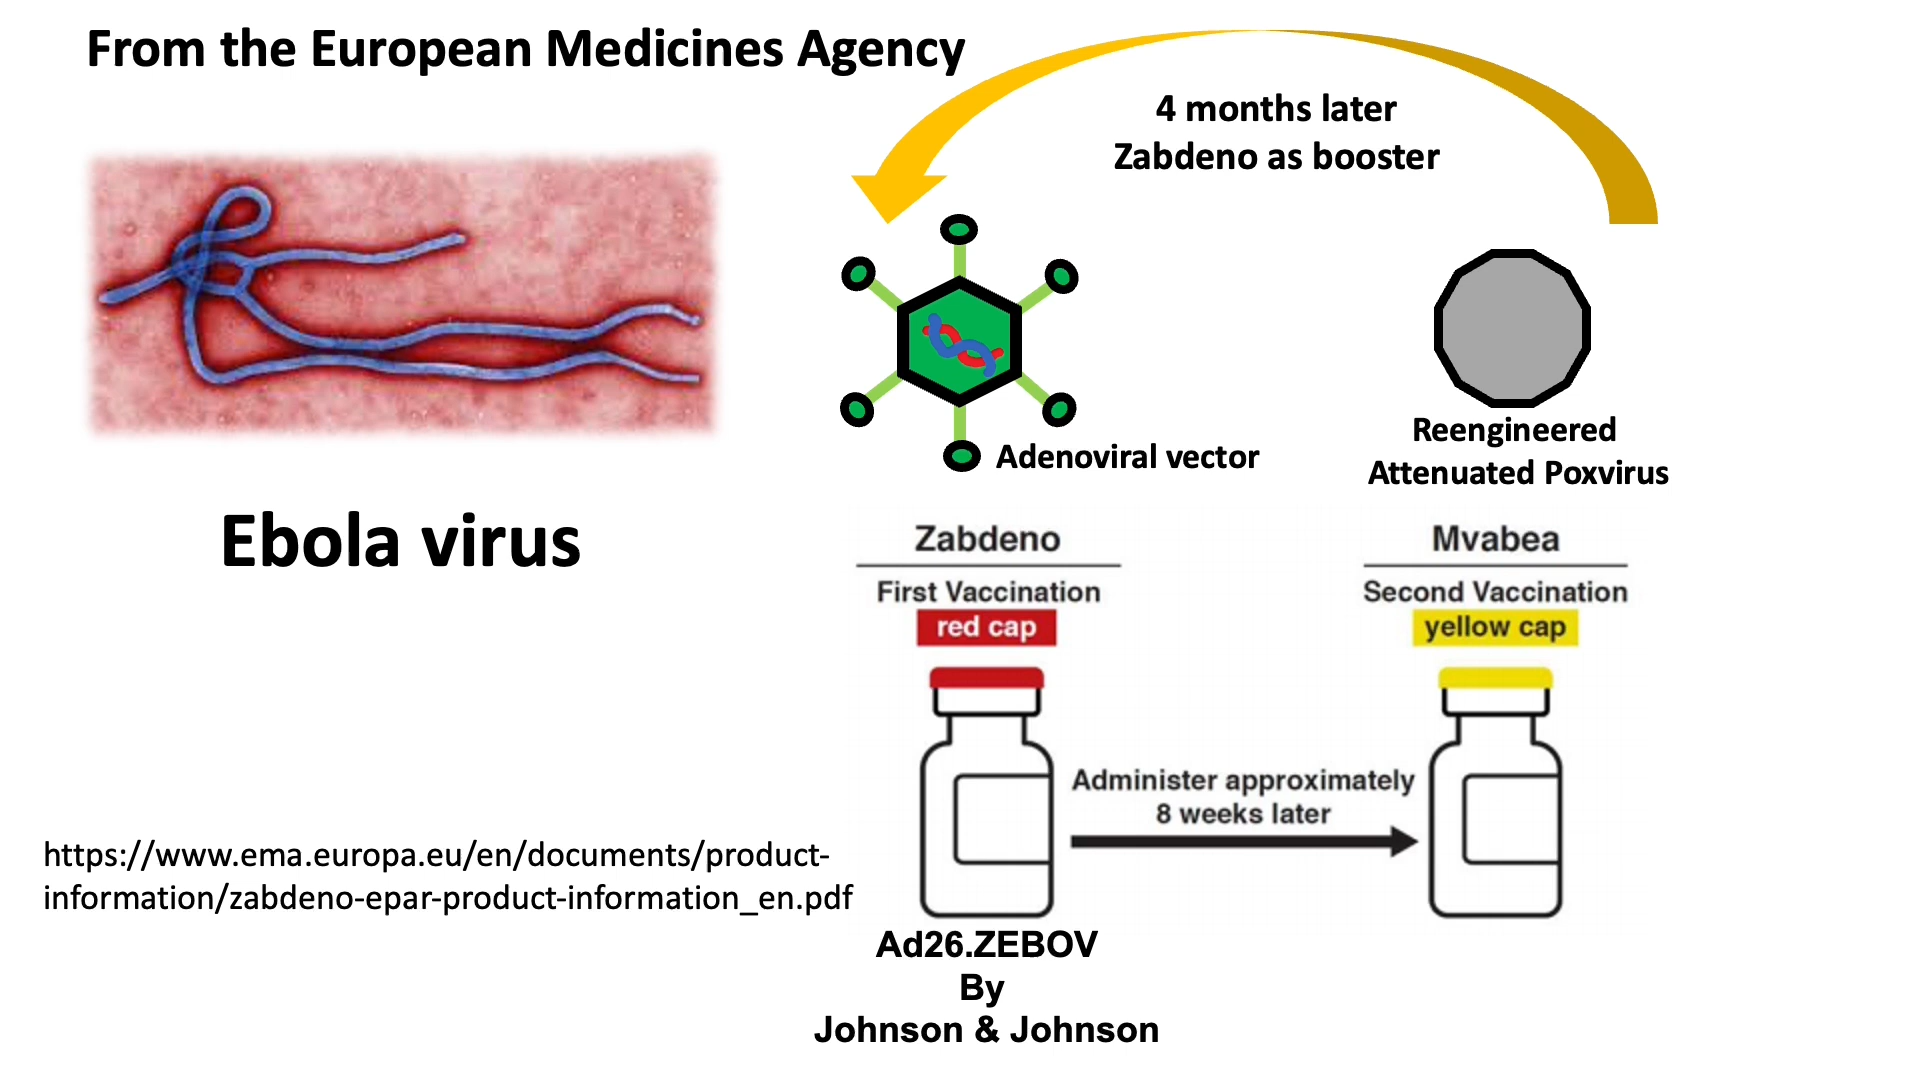 From the European Medicines Agency
4 months later
Zabdeno as booster
Adenoviral vector
Reengineered
Attenuated Poxvirus
Ebola virus
Zabdeno
First Vaccination
red cap
Mvabea
Second Vaccination
yellow cap
Administer approximately
8 weeks later
https://www.ema.europa.eu/en/documents/product-
information/zabdeno-epar-product-information_en.pdf
Ad26.ZEBOV
By
Johnson & Johnson